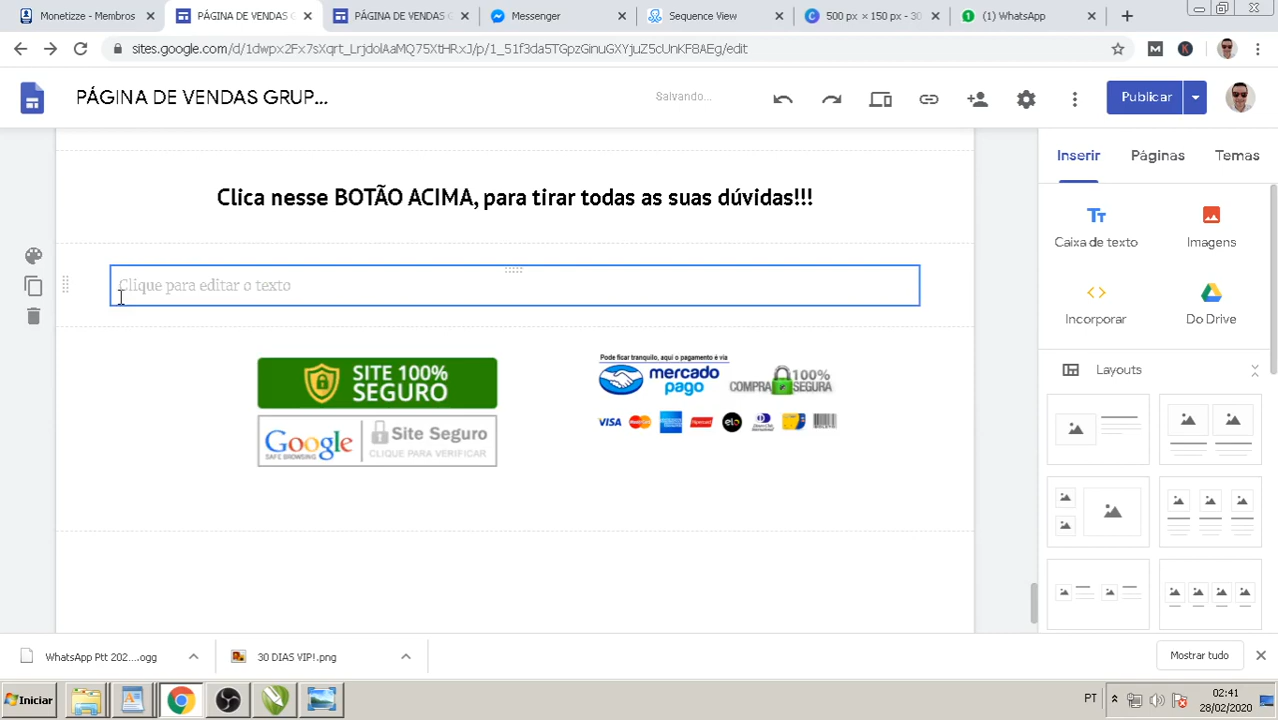 Monetizze - Membros
PÁGINA DE VENDAS G
PÁGINA DE VENDAS G
Messenger
Sequence View
500 px × 150 px - 30
(1) WhatsApp
sites.google.com/d/1dwpx2Fx7sXqrt_LrjdolAaMQ75XtHRxJ/p/1_51f3da5TGpzGinuGXYjuZ5cUnKF8AEg/edit
PÁGINA DE VENDAS GRUP...
Salvando...
Publicar
Inserir
Páginas
Temas
Clica nesse BOTÃO ACIMA, para tirar todas as suas dúvidas!!!
Caixa de texto
Imagens
Clique para editar o texto
Incorporar
Do Drive
SITE 100%
SEGURO
Google
SAFE BROWSING
Site Seguro
CLIQUE PARA VERIFICAR
Pode ficar tranquilo, aqui o pagamento é via
mercado
pago
100%
COMPRA SEGURA
VISA
elo
Layouts
WhatsApp Ptt 202....ogg
30 DIAS VIP!.png
Mostrar tudo
Iniciar
PT
02:41
28/02/2020